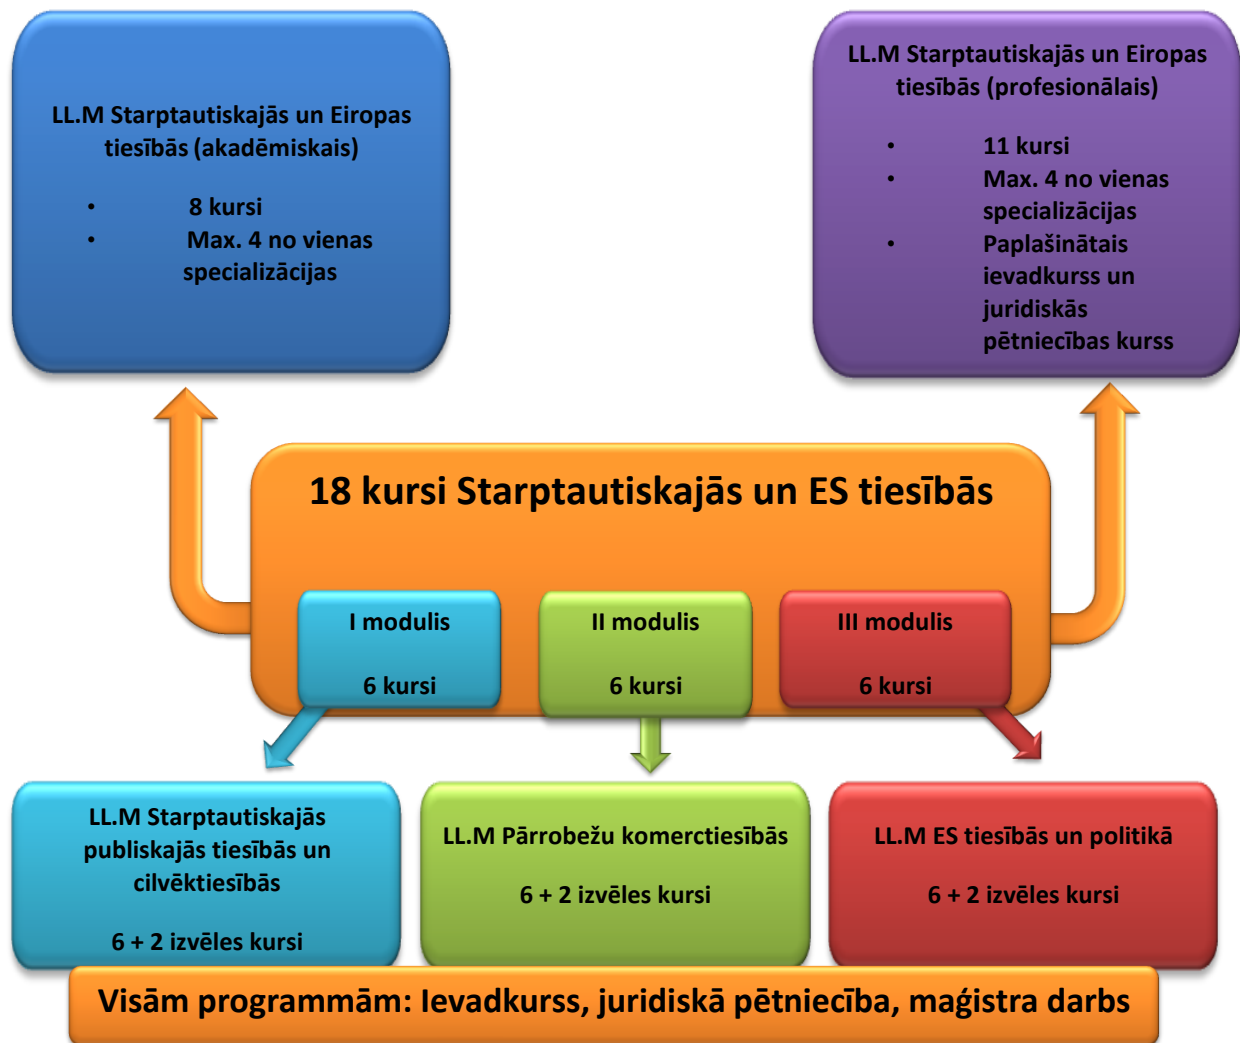 LL.M Starptautiskajās un Eiropas
tiesībās (akadēmiskais)
• 8 kursi
• Max. 4 no vienas
specializācijas
LL.M Starptautiskajās un Eiropas
tiesībās (profesionālais)
• 11 kursi
• Max. 4 no vienas
specializācijas
• Paplašinātais
ievadkurss un
juridiskās
pētniecības kurss
18 kursi Starptautiskajās un ES tiesībās
I modulis
6 kursi
II modulis
6 kursi
III modulis
6 kursi
LL.M Starptautiskajās
publiskajās tiesībās un
cilvēktiesībās
6 + 2 izvēles kursi
LL.M Pārrobežu komerctiesībās
6 + 2 izvēles kursi
LL.M ES tiesībās un politikā
6 + 2 izvēles kursi
Visām programmām: Ievadkurss, juridiskā pētniecība, maģistra darbs